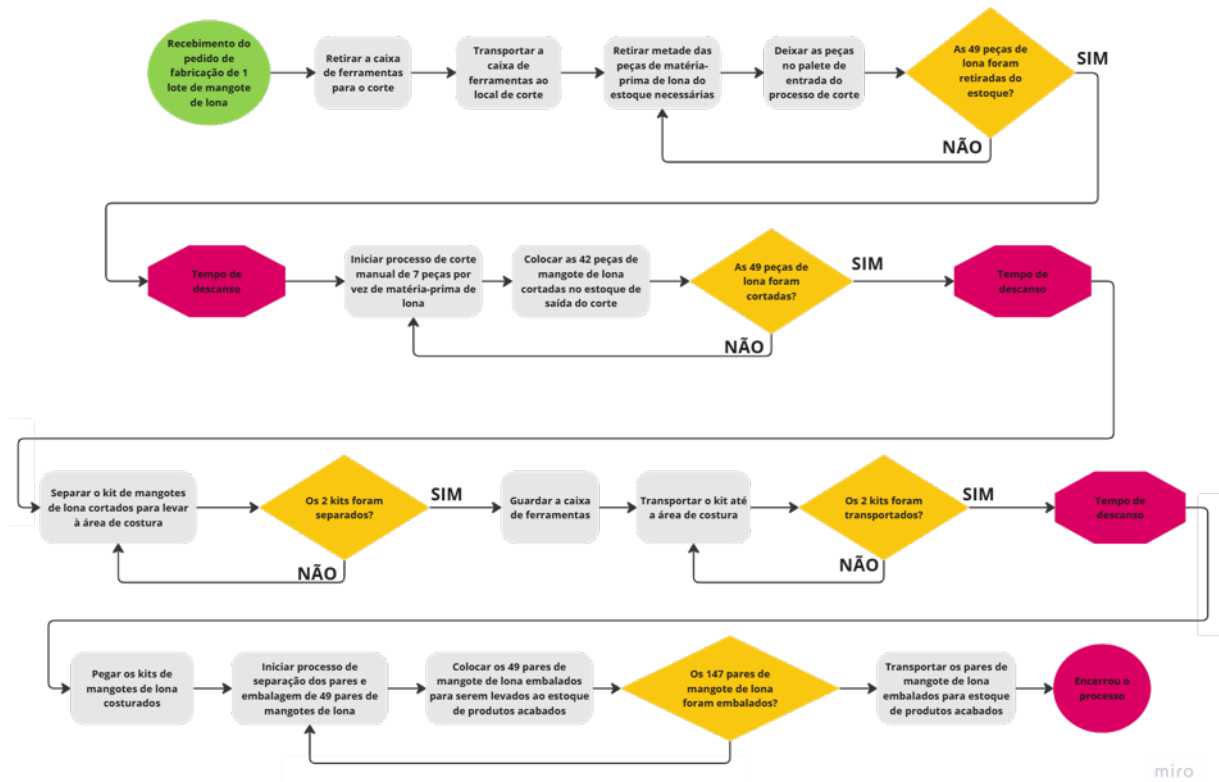 Recebimento do
pedido de
fabricação de 1
lote de mangote
de lona
Retirar a caixa
de ferramentas
para o corte
Transportar a
caixa de
ferramentas ao
local de corte
Retirar metade das
peças de matéria-
prima de lona do
estoque necessárias
Deixar as peças
no palete de
entrada do
processo de corte
As 49 peças de
lona foram
retiradas do
estoque?
SIM
NÃO
Tempo de
descanso
Iniciar processo de corte
manual de 7 peças por
vez de matéria-prima de
lona
Colocar as 42 peças de
mangote de lona
cortadas no estoque de
saída do corte
As 49 peças de
lona foram
cortadas?
SIM
NÃO
Tempo de
descanso
Separar o kit de mangotes
de lona cortados para levar
à área de costura
Os 2 kits foram
separados?
SIM
NÃO
Guardar a caixa
de ferramentas
Transportar o kit até
a área de costura
Os 2 kits foram
transportados?
SIM
NÃO
Tempo de
descanso
Pegar os kits de
mangotes de lona
costurados
Iniciar processo de
separação dos pares e
embalagem de 49 pares de
mangotes de lona
Colocar os 49 pares de
mangote de lona embalados
para serem levados ao estoque
de produtos acabados
Os 147 pares de
mangote de lona
foram embalados?
Transportar os pares de
mangote de lona
embalados para estoque
de produtos acabados
Encerrou o
processo
miro